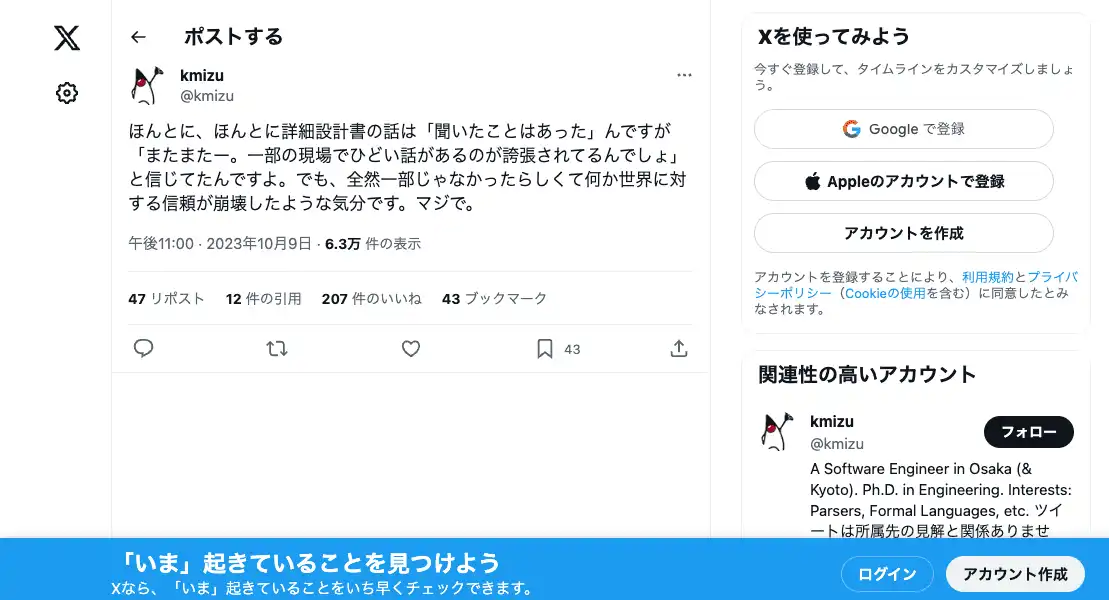 ポストする
kmizu
@kmizu
ほんとに、ほんとに詳細設計書の話は「聞いたことはあった」んですが
「またまたー。一部の現場でひどい話があるのが誇張されてるんでしょ」
と信じてたんですよ。でも、全然一部じゃなかったらしくて何か世界に対
する信頼が崩壊したような気分です。マジで。
午後11:00 · 2023年10月9日 · 6.3万 件の表示
47 リポスト 12 件の引用 207 件のいいね 43 ブックマーク
43
Xを使ってみよう
今すぐ登録して、タイムラインをカスタマイズしましょ
う。
Google で登録
Appleのアカウントで登録
アカウントを作成
アカウントを登録することにより、利用規約とプライバ
シーポリシー（Cookieの使用を含む）に同意したとみ
なされます。
関連性の高いアカウント
kmizu
@kmizu
フォロー
A Software Engineer in Osaka (&
Kyoto). Ph.D. in Engineering. Interests:
Parsers, Formal Languages, etc. ツイ
ートは所属先の見解と関係ありませ
「いま」起きていることを見つけよう
Xなら、「いま」起きていることをいち早くチェックできます。
ログイン
アカウント作成